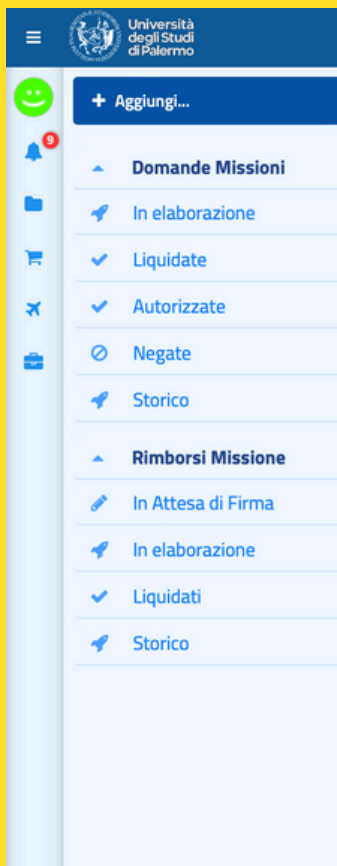 Università
degli Studi
di Palermo
+ Aggiungi...
9
Domande Missioni
In elaborazione
Liquidate
Autorizzate
Negate
Storico
Rimborsi Missione
In Attesa di Firma
In elaborazione
Liquidati
Storico